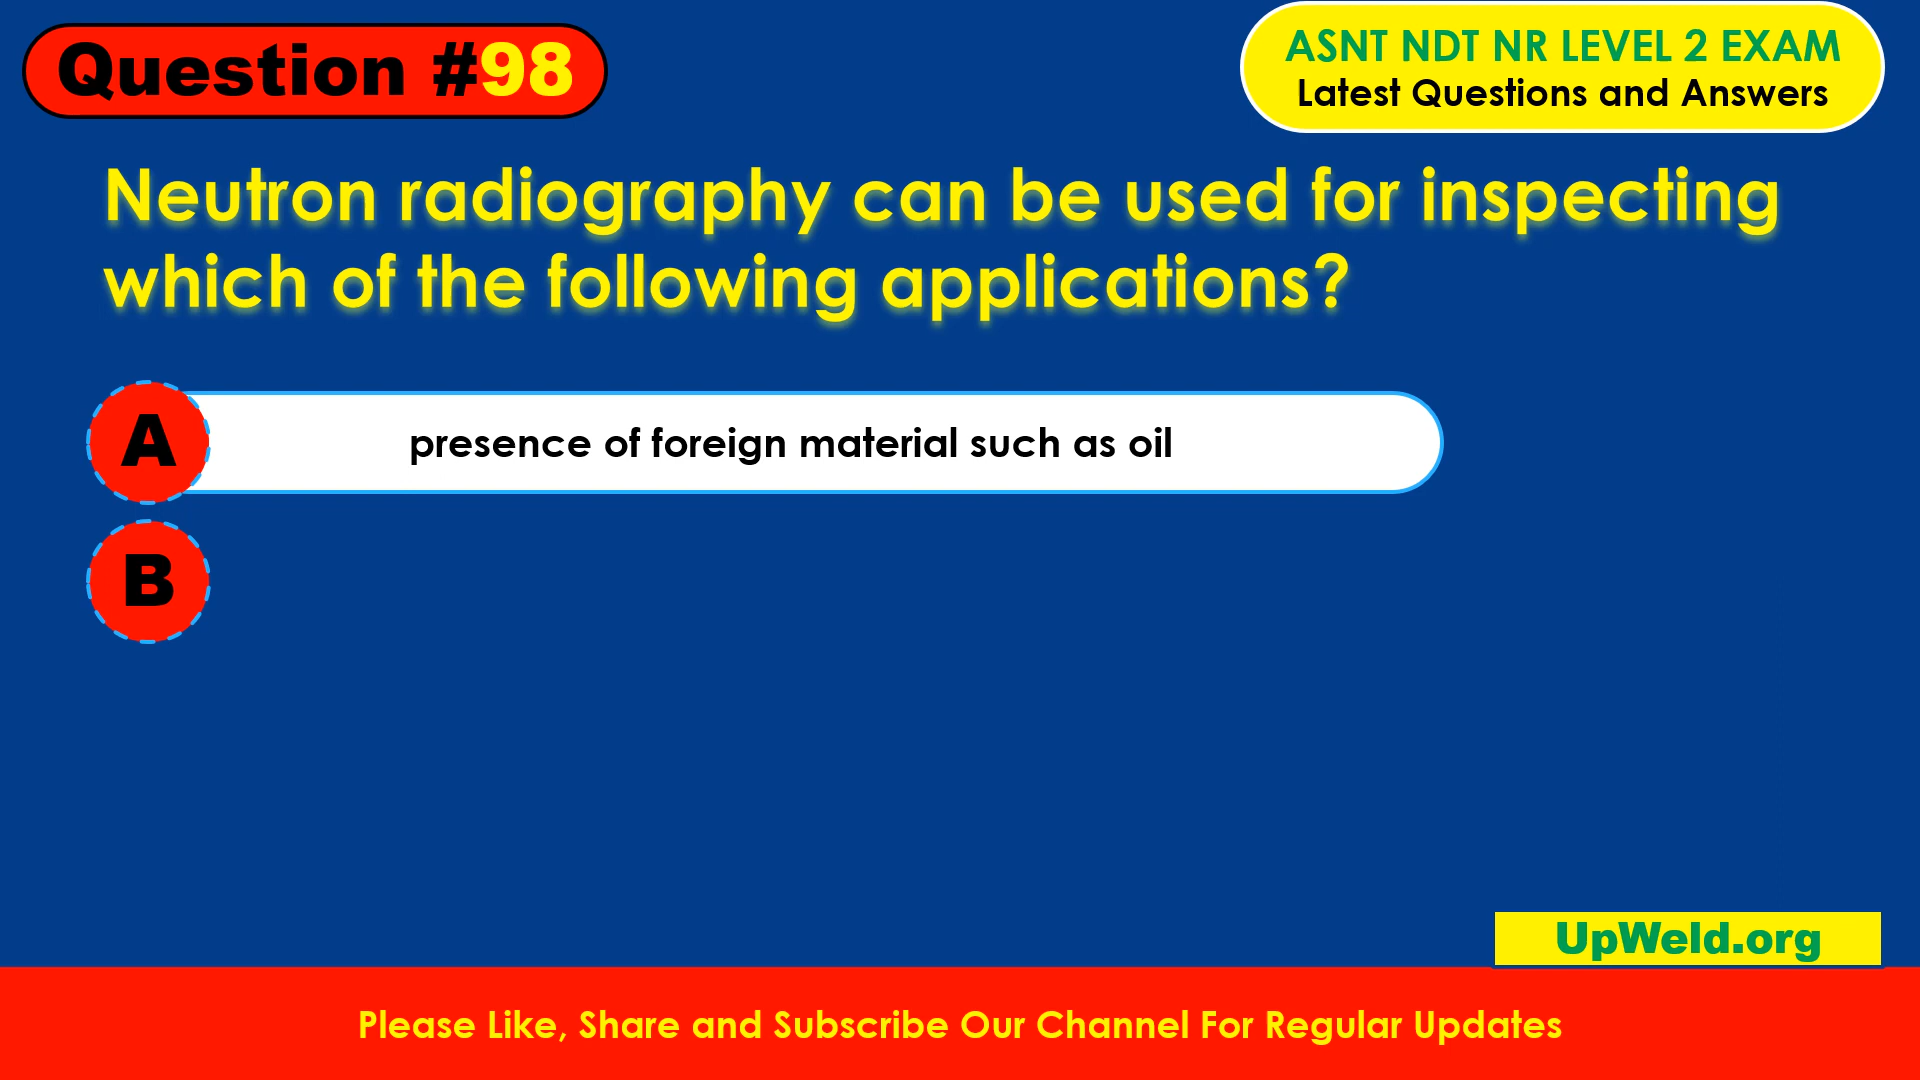 Question #98
ASNT NDT NR LEVEL 2 EXAM
Latest Questions and Answers
Neutron radiography can be used for inspecting
which of the following applications?
A
presence of foreign material such as oil
B
UpWeld.org
Please Like, Share and Subscribe Our Channel For Regular Updates